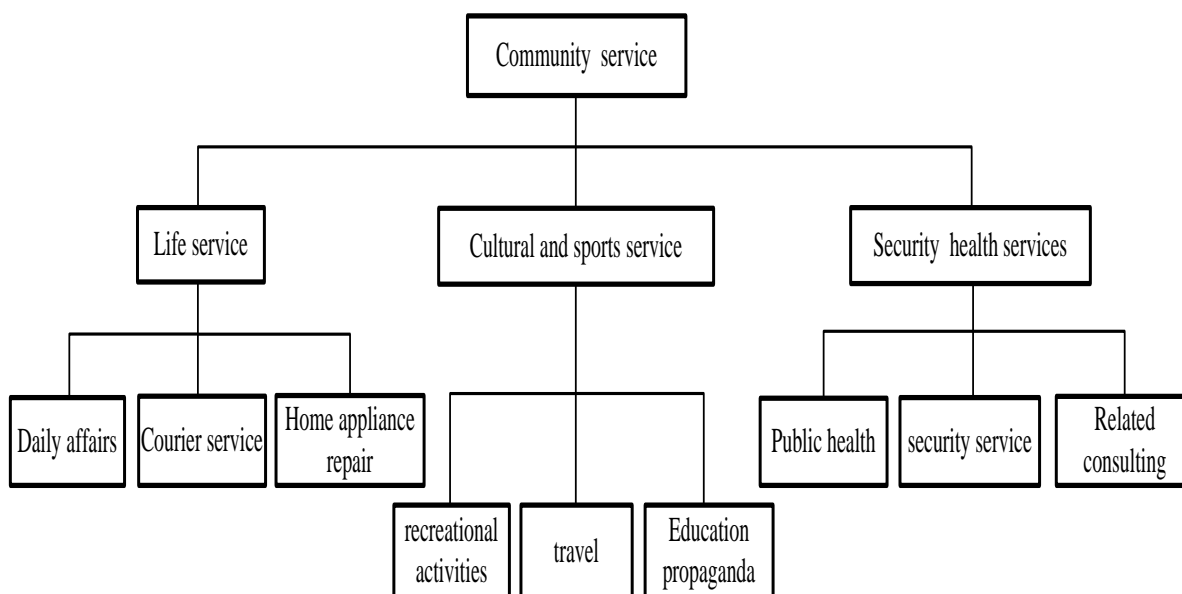 Community service
Life service
Cultural and sports service
Security health services
Daily affairs
Courier service
Home appliance
repair
Public health
security service
Related
consulting
recreational
activities
travel
Education
propaganda